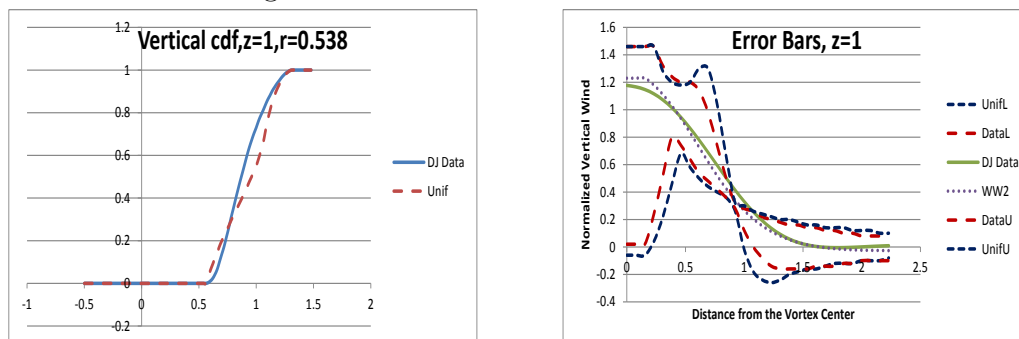 Vertical cdf,z=1,r=0.538
1.2
1
0.8
0.6
0.4
0.2
0
-0.2
-1
-0.5
0
0.5
1
1.5
2
DJ Data
Unif
Error Bars, z=1
Normalized Vertical Wind
1.6
1.4
1.2
1
0.8
0.6
0.4
0.2
0
-0.2
-0.4
0
0.5
1
1.5
2
2.5
Distance from the Vortex Center
UnifL
DataL
DJ Data
WW2
DataU
UnifU